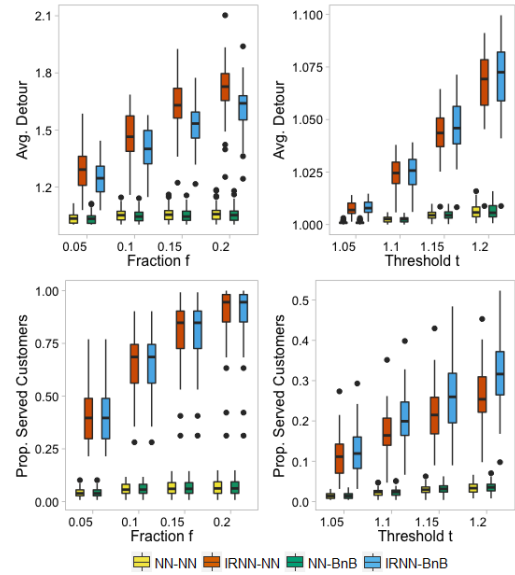 Avg. Detour
2.1
1.8
1.5
1.2
0.05 0.1 0.15 0.2
Fraction f
Avg. Detour
1.100
1.075
1.050
1.025
1.000
1.05 1.10 1.15 1.2
Threshold t
Prop. Served Customers
1.00
0.75
0.50
0.25
0.00
0.05 0.1 0.15 0.2
Fraction f
Prop. Served Customers
0.5
0.4
0.3
0.2
0.1
0.0
1.05 1.10 1.15 1.2
Threshold t
NN-NN IRNN-NN NN-BnB IRNN-BnB